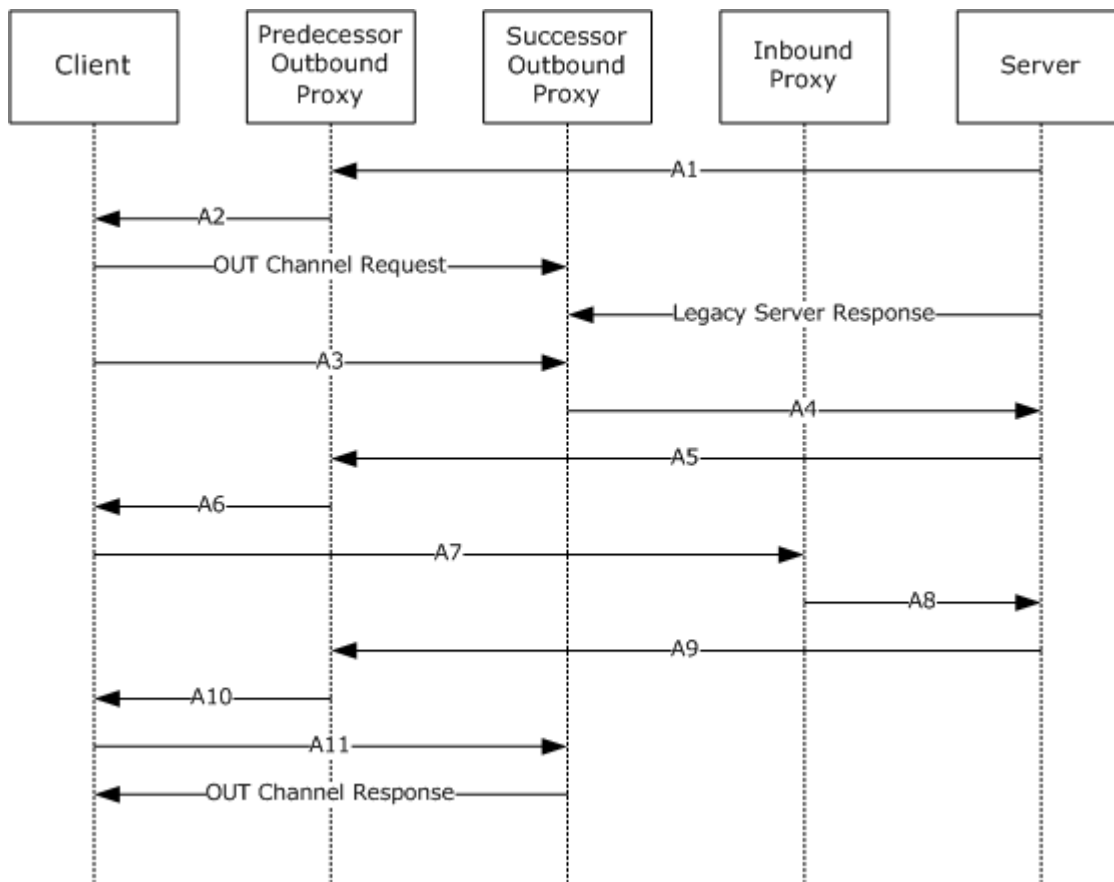 Client
Predecessor
Outbound
Proxy
Successor
Outbound
Proxy
Inbound
Proxy
Server
A1
A2
OUT Channel Request
Legacy Server Response
A3
A4
A5
A6
A7
A8
A9
A10
A11
OUT Channel Response